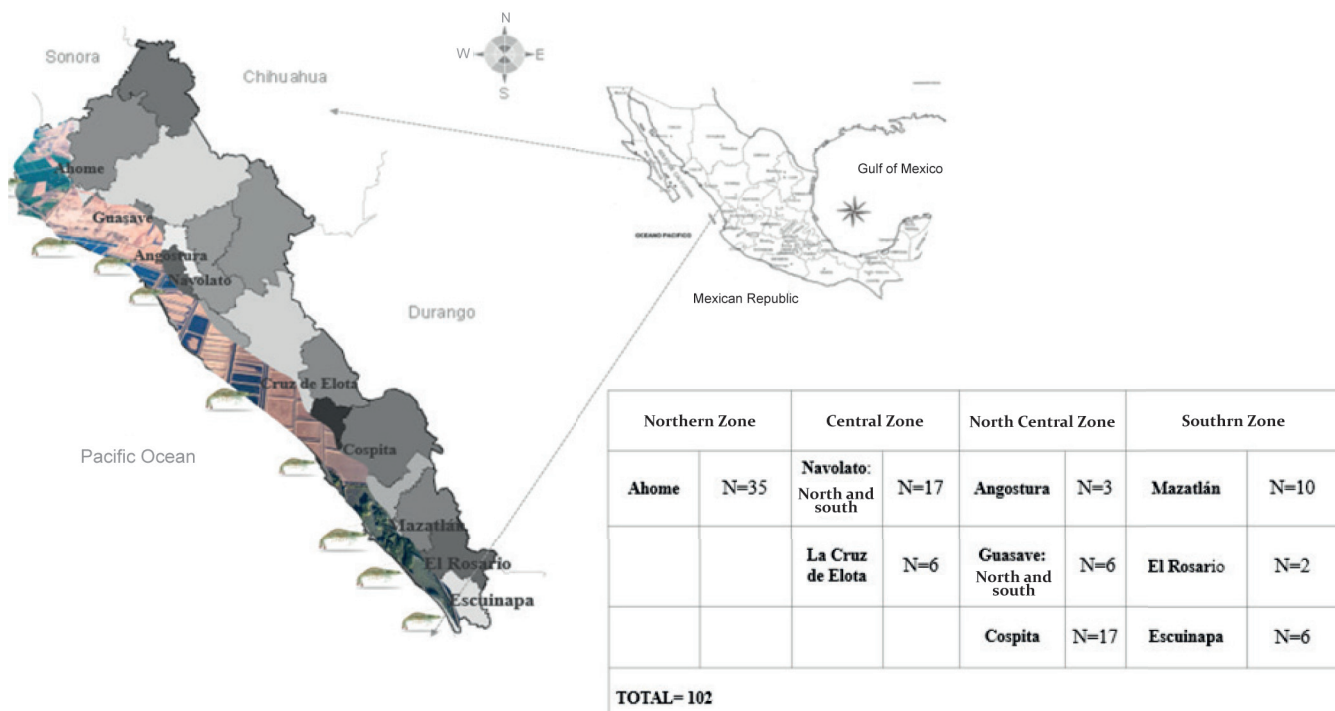 N
W
E
S
Sonora
Chihuahua
Ahome
Guasave
Angostura
Navolato
Durango
Cruz de Elota
Pacific Ocean
Cospita
Mazatlán
El Rosario
Escuinapa
Gulf of Mexico
OCEANO PACIFICO
Mexican Republic
Northern Zone Central Zone North Central Zone Southrn Zone
Ahome N=35 Navolato: North and south N=17 Angostura N=3 Mazatlán N=10
La Cruz de Elota N=6 Guasave: North and south N=6 El Rosario N=2
Cospita N=17 Escuinapa N=6
TOTAL= 102